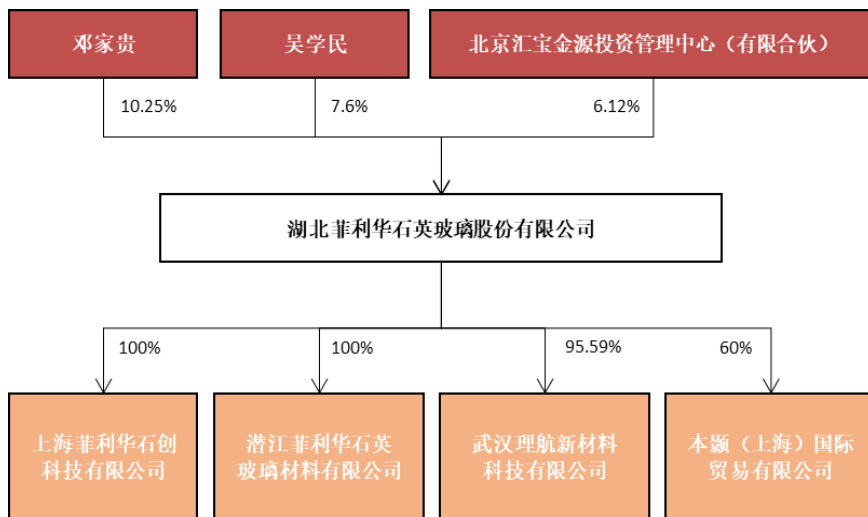 邓家贵
吴学民
北京汇宝金源投资管理中心（有限合伙）
10.25%
7.6%
6.12%
湖北菲利华石英玻璃股份有限公司
100%
100%
95.59%
60%
上海菲利华石创
科技有限公司
潜江菲利华石英
玻璃材料有限公司
武汉理航新材料
科技有限公司
本颢（上海）国际
贸易有限公司